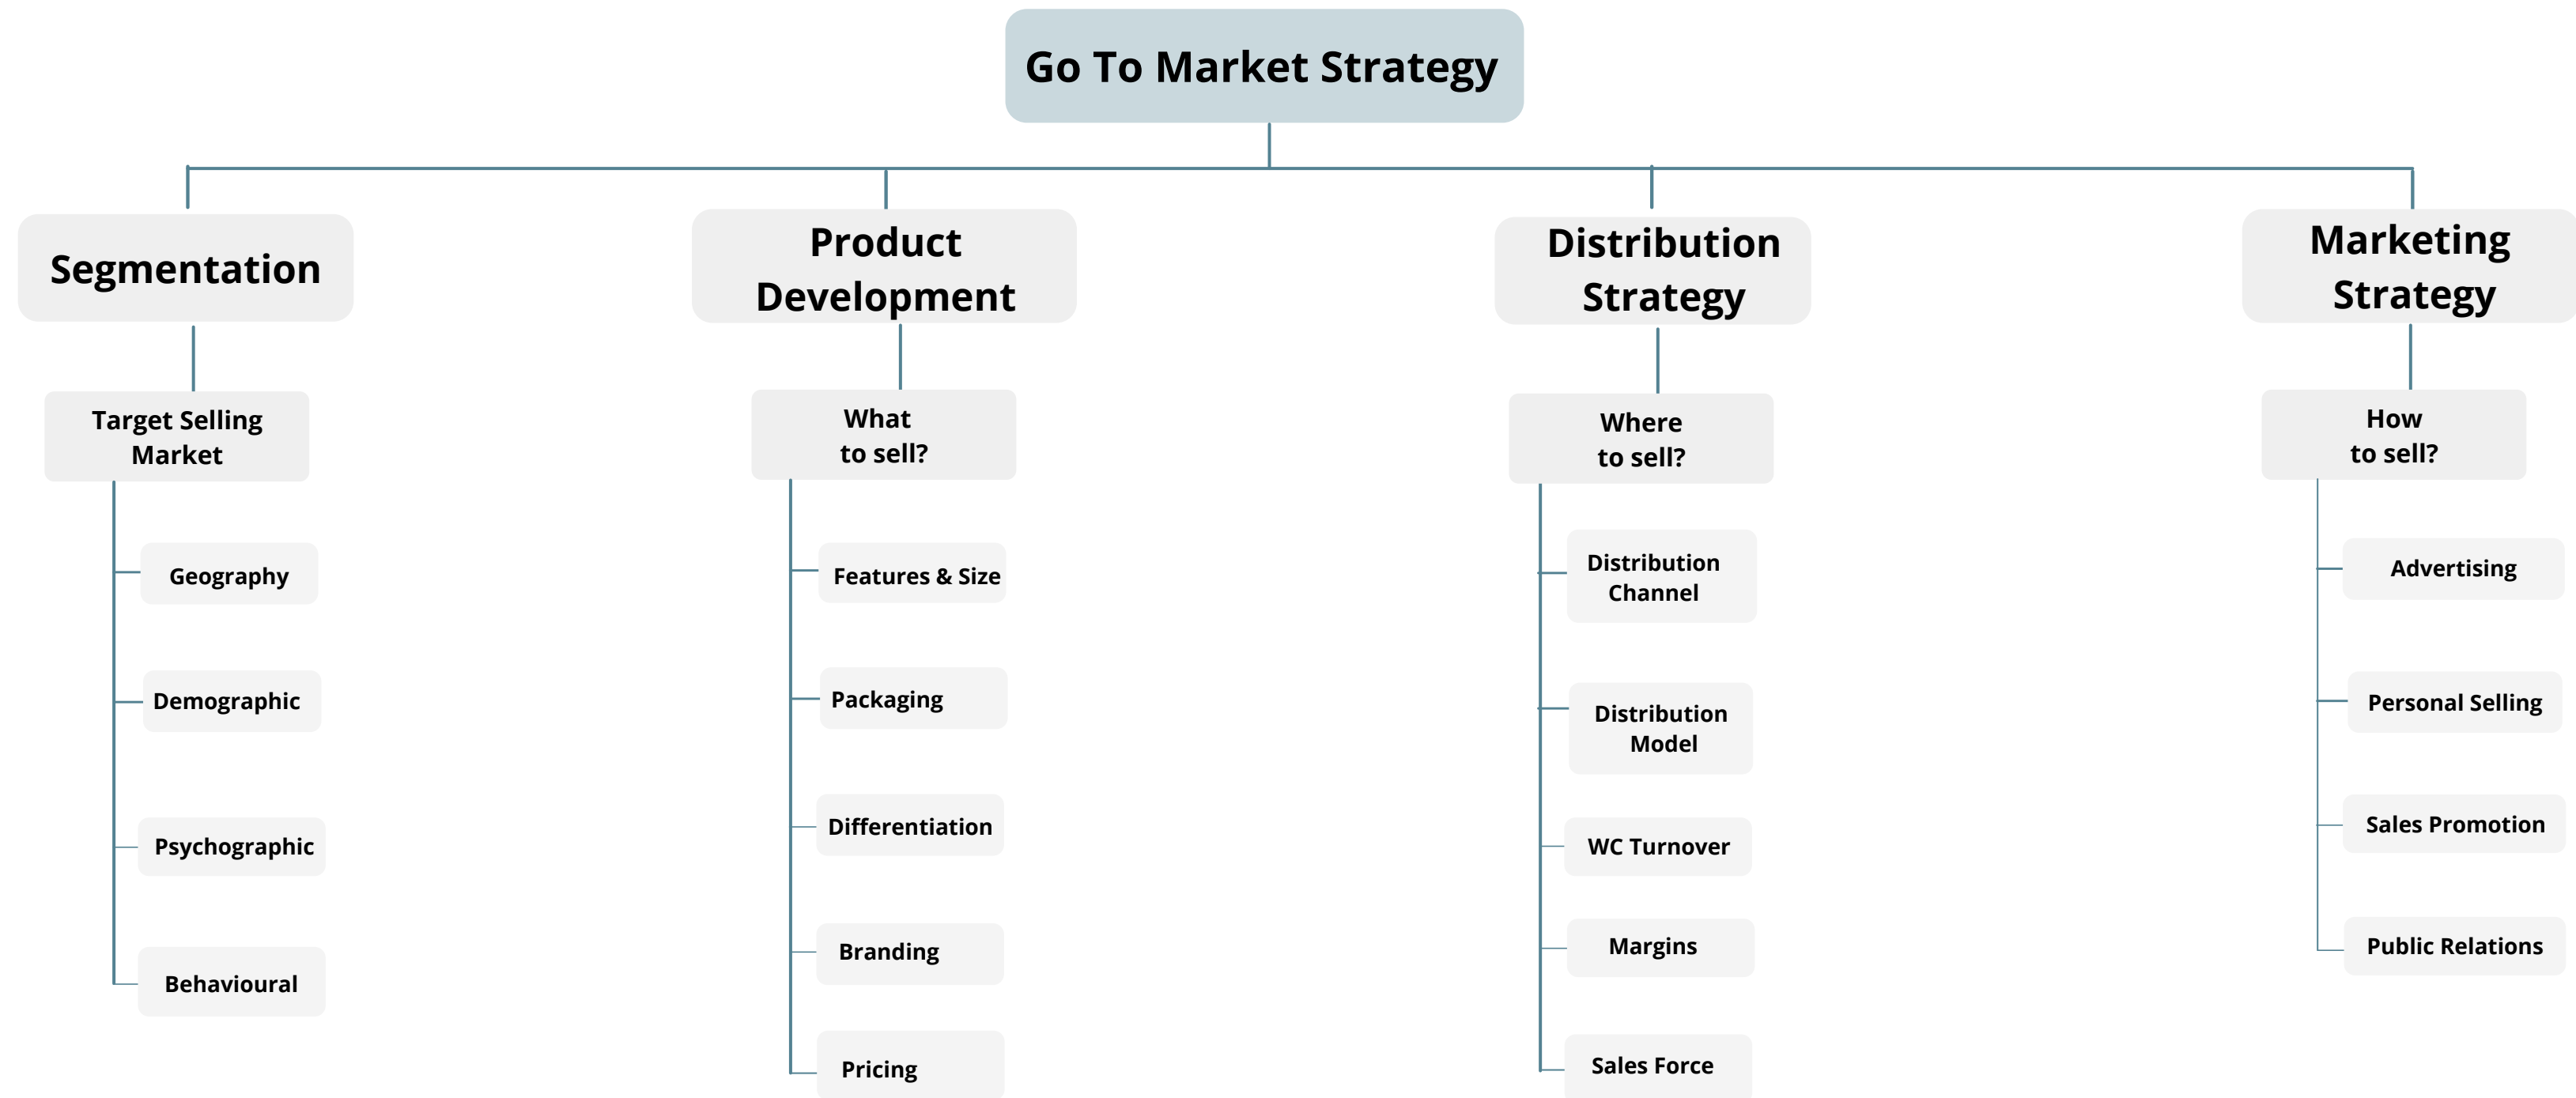 Go To Market Strategy
Segmentation
Target Selling
Market
Geography
Demographic
Psychographic
Behavioural
Product
Development
What
to sell?
Features & Size
Packaging
Differentiation
Branding
Pricing
Distribution
Strategy
Where
to sell?
Distribution
Channel
Distribution
Model
WC Turnover
Margins
Sales Force
Marketing
Strategy
How
to sell?
Advertising
Personal Selling
Sales Promotion
Public Relations